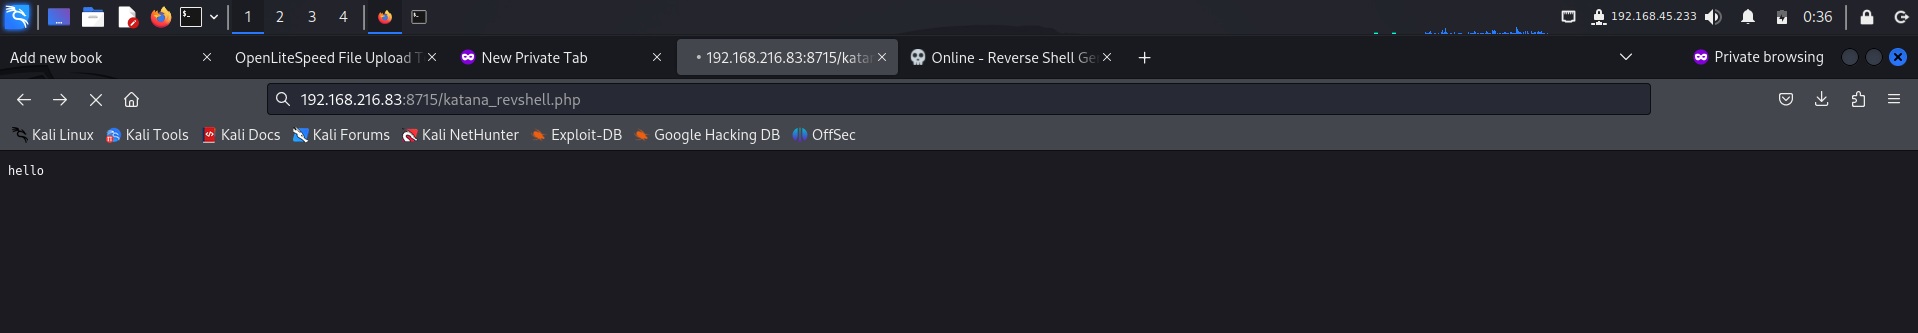 1 2 3 4 192.168.45.233 0:36
Add new book OpenLiteSpeed File Upload T New Private Tab 192.168.216.83:8715/kata Online - Reverse Shell Ge Private browsing
192.168.216.83:8715/katana_revshell.php
Kali Linux Kali Tools Kali Docs Kali Forums Kali NetHunter Exploit-DB Google Hacking DB OffSec
hello